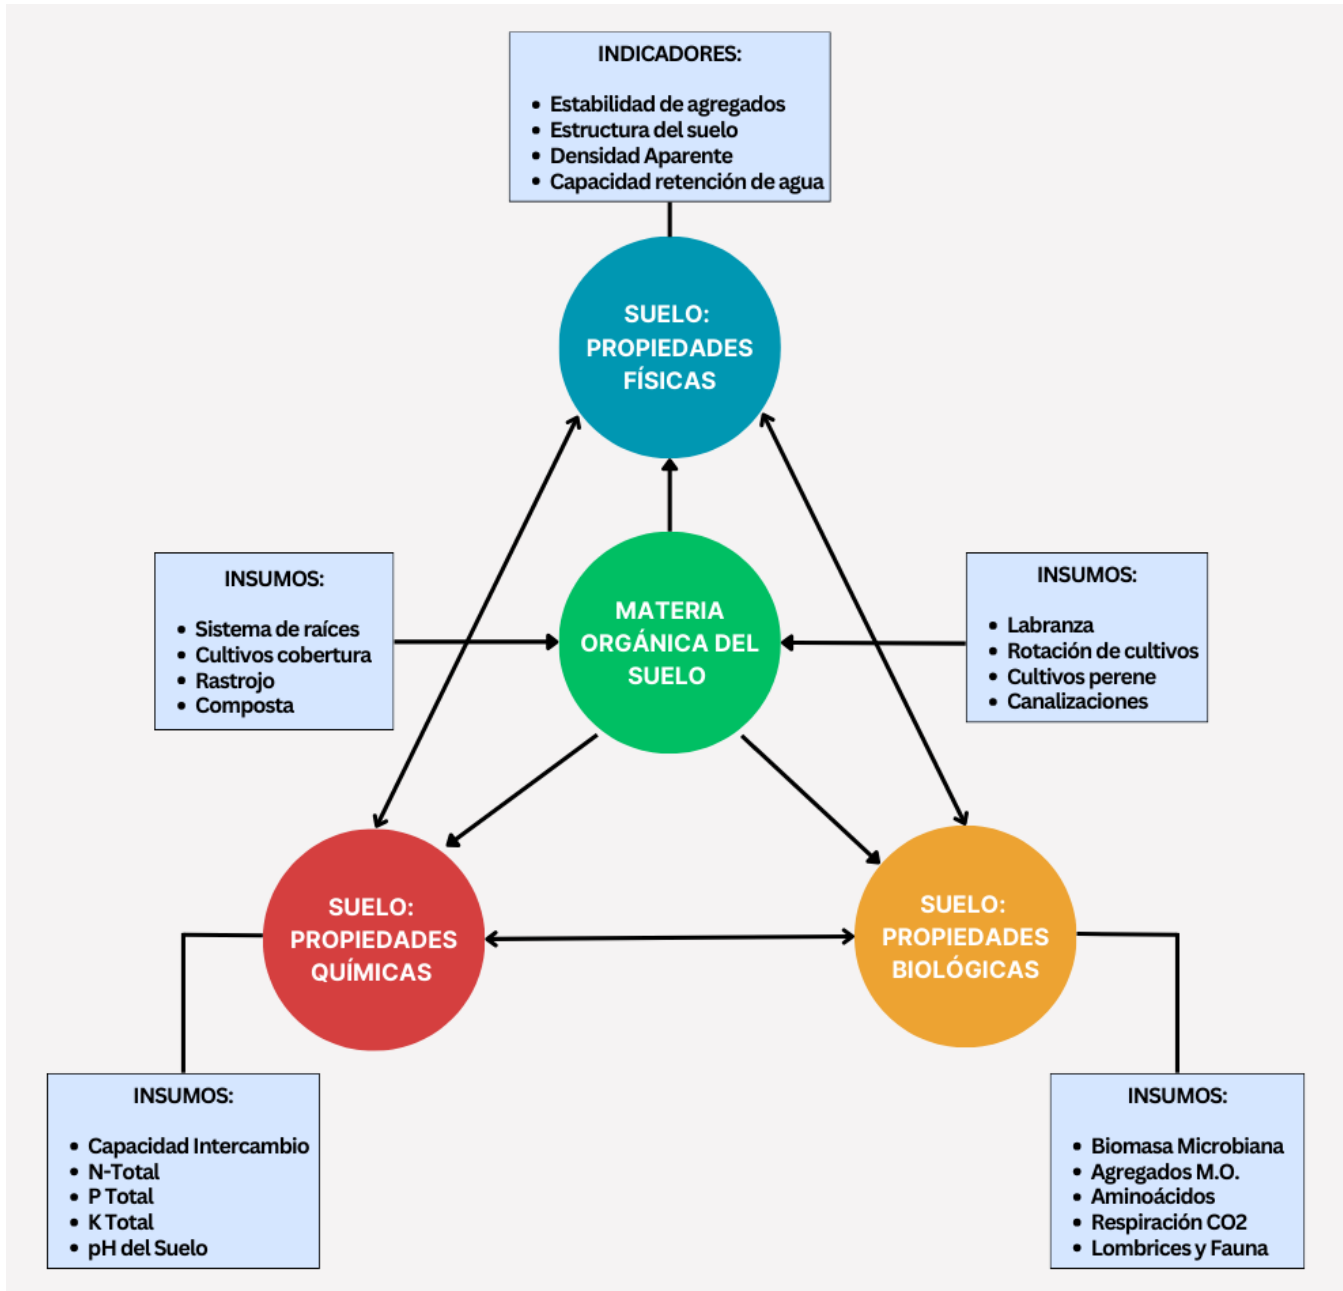 INDICADORES:
• Estabilidad de agregados
• Estructura del suelo
• Densidad Aparente
• Capacidad retención de agua
SUELO:
PROPIEDADES
FÍSICAS
INSUMOS:
• Sistema de raíces
• Cultivos cobertura
• Rastrojo
• Composta
MATERIA
ORGÁNICA DEL
SUELO
INSUMOS:
• Labranza
• Rotación de cultivos
• Cultivos perene
• Canalizaciones
SUELO:
PROPIEDADES
QUÍMICAS
SUELO:
PROPIEDADES
BIOLÓGICAS
INSUMOS:
• Capacidad Intercambio
• N-Total
• P Total
• K Total
• pH del Suelo
INSUMOS:
• Biomasa Microbiana
• Agregados M.O.
• Aminoácidos
• Respiración CO2
• Lombrices y Fauna